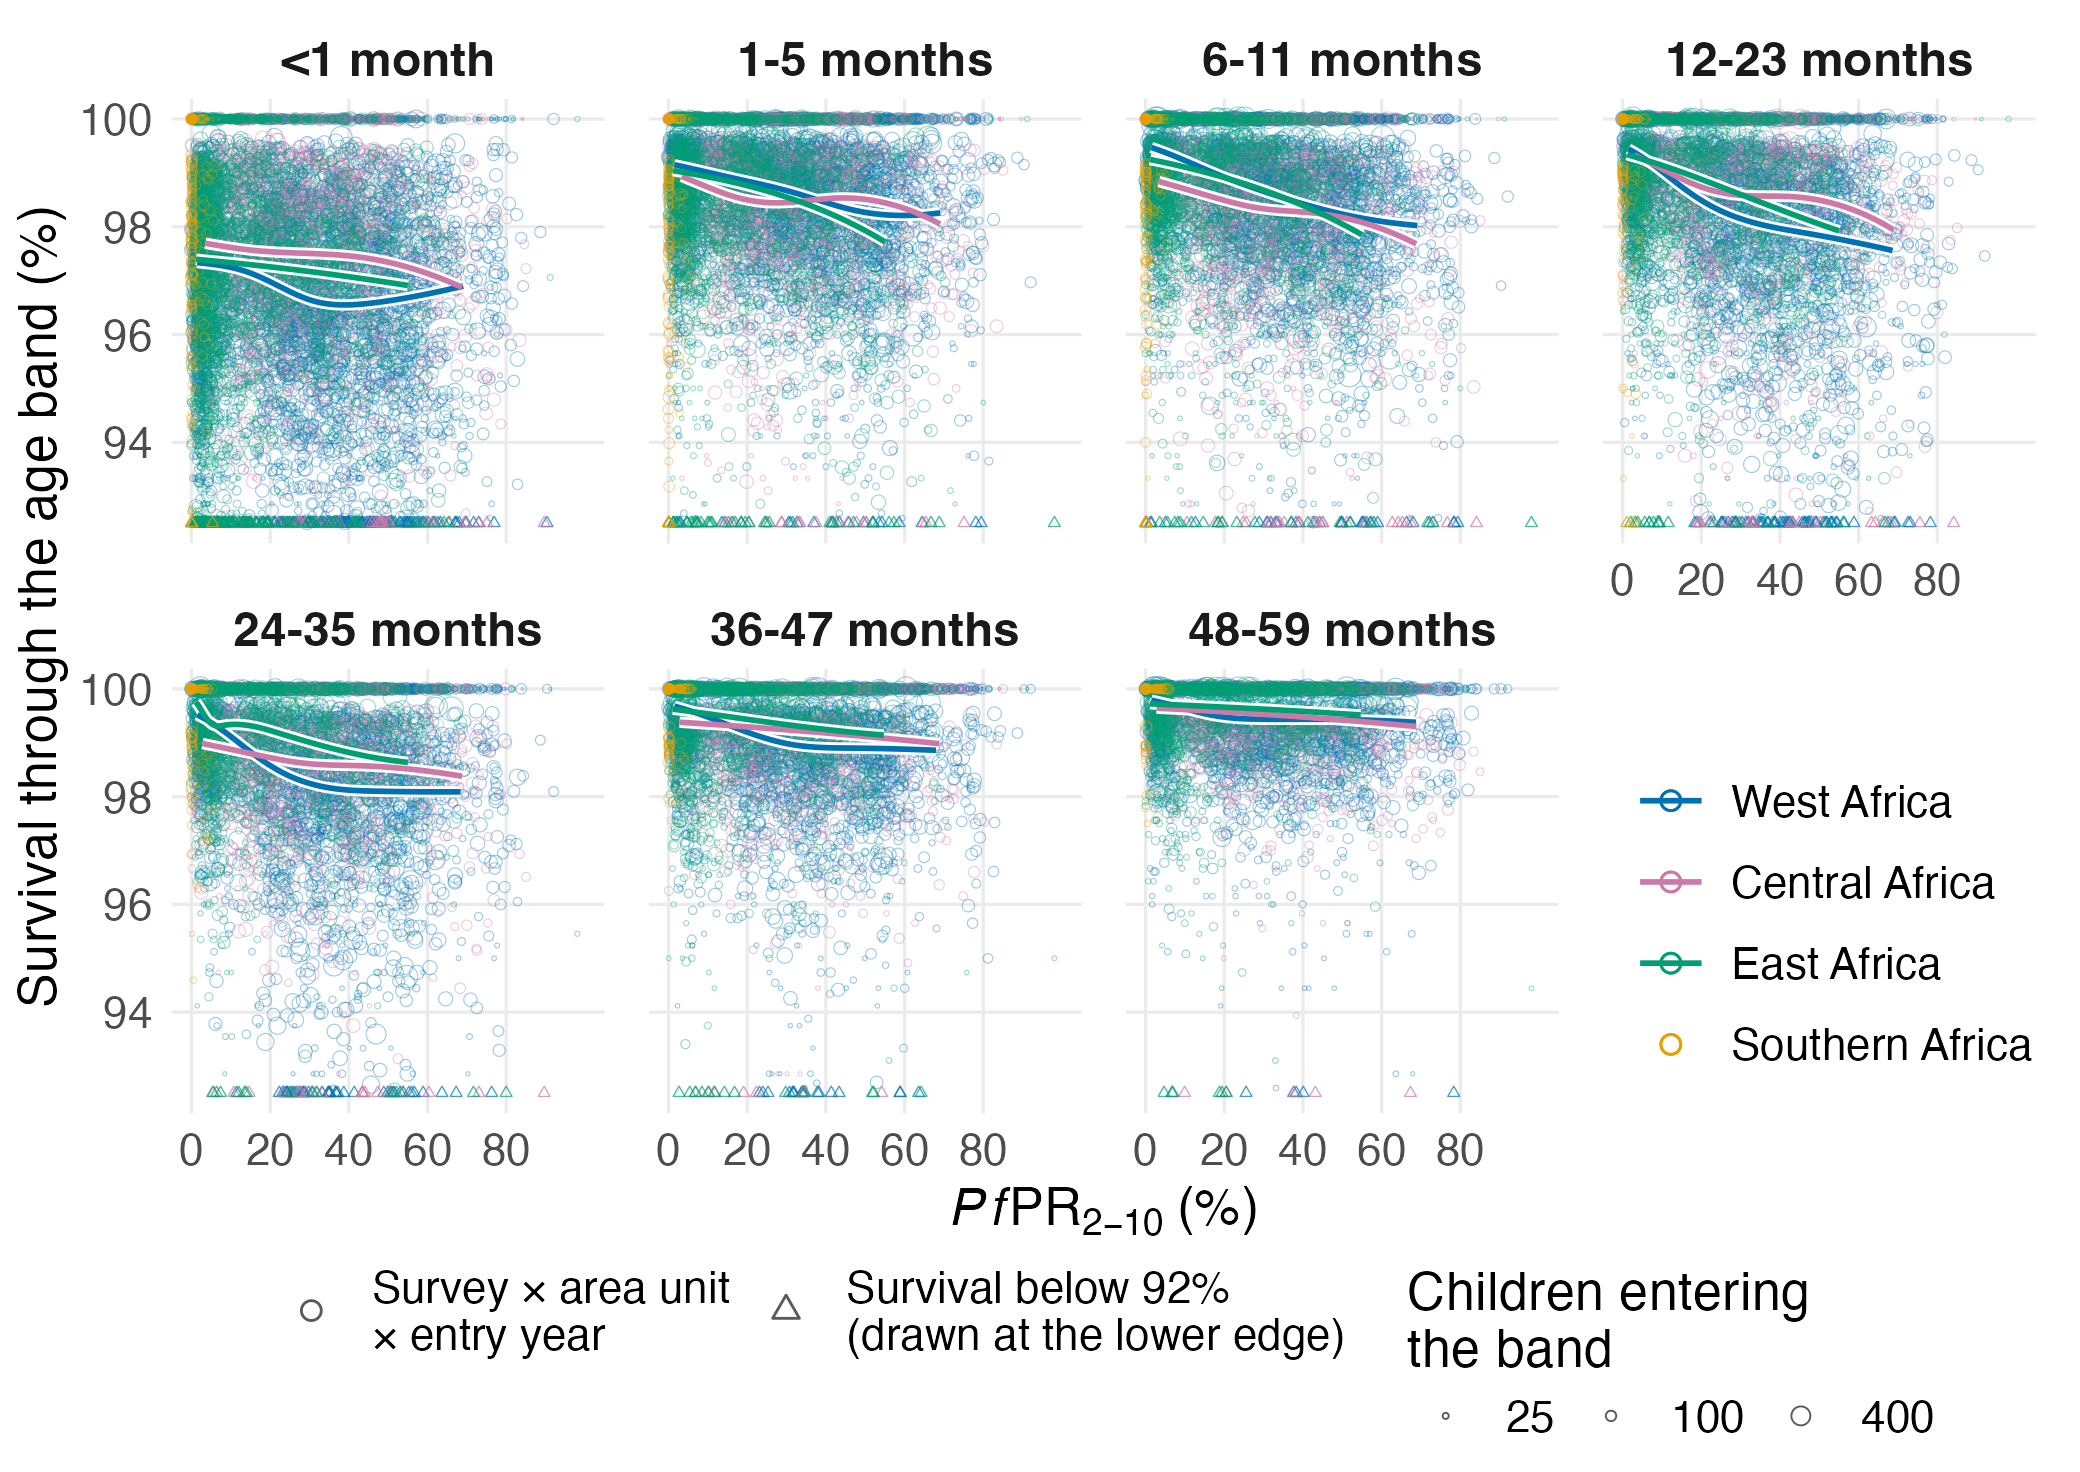 <1 month
1-5 months
6-11 months
12-23 months
100
98
96
94
0 20 40 60 80
24-35 months
36-47 months
48-59 months
100
98
96
94
0 20 40 60 80
0 20 40 60 80
0 20 40 60 80
Survival through the age band (%)
PfPR2–10 (%)
West Africa
Central Africa
East Africa
Southern Africa
Survey × area unit
× entry year
Survival below 92%
(drawn at the lower edge)
Children entering
the band
25
100
400